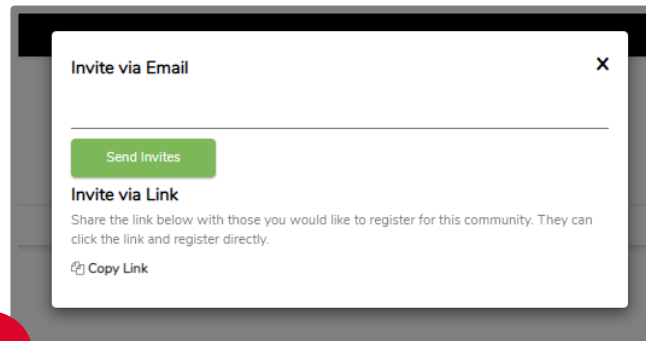 Invite via Email
X
Send Invites
Invite via Link
Share the link below with those you would like to register for this community. They can
click the link and register directly.
Copy Link